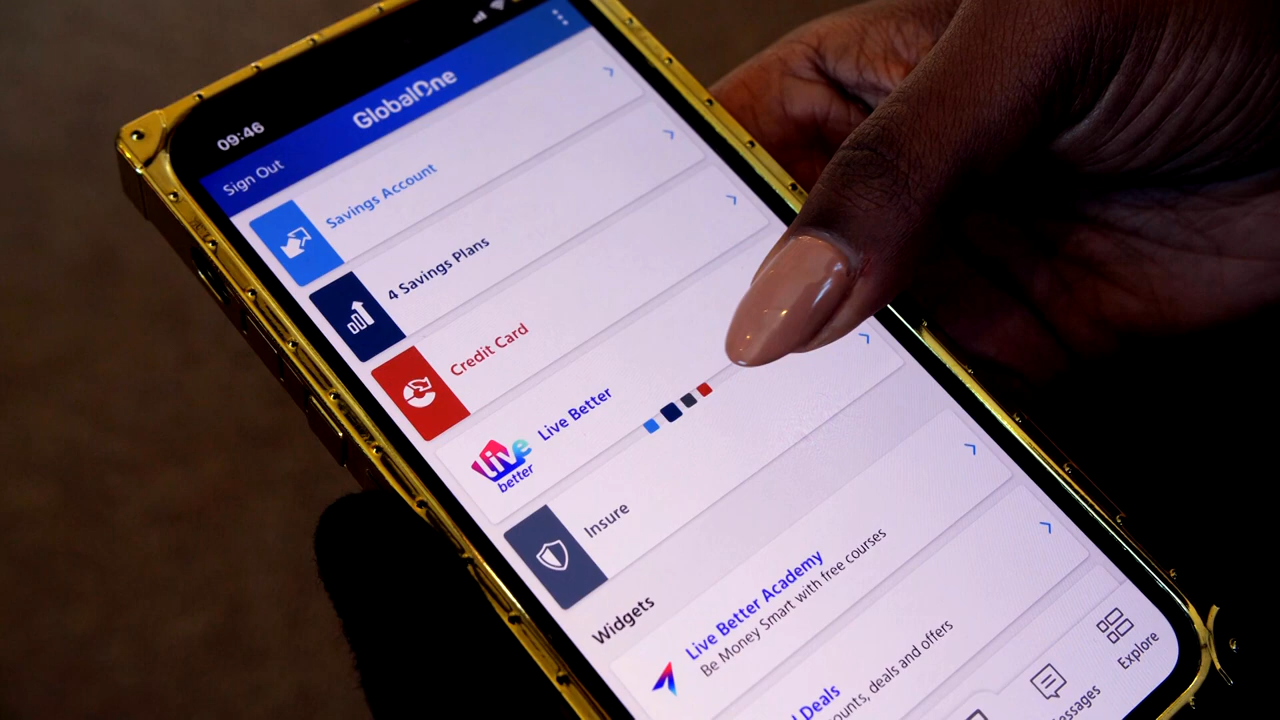 09:46
Sign Out
GlobalOne
Savings Account
4 Savings Plans
Credit Card
live
better
Live Better
Insure
Widgets
Live Better Academy
Be Money Smart with free courses
Deals
deals and offers
Explore